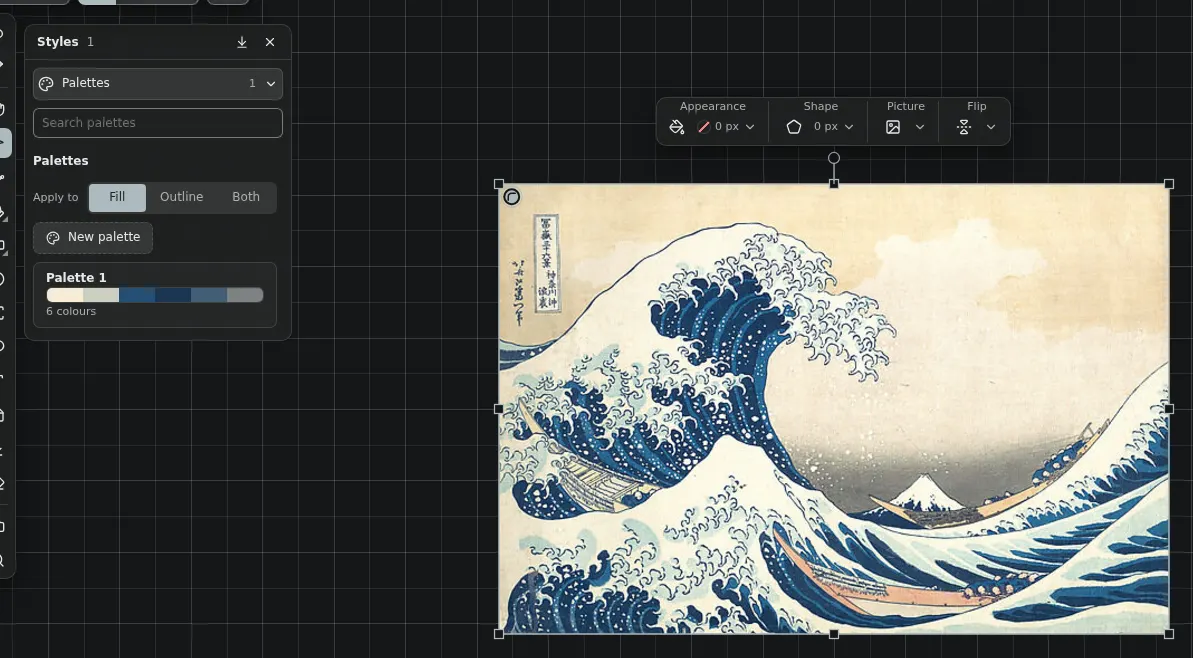 Styles 1
Palettes 1
Search palettes
Palettes
Apply to Fill Outline Both
New palette
Palette 1
6 colours
Appearance Shape Picture Flip
0 px 0 px
冨嶽三十六景
神奈川沖
浪裏